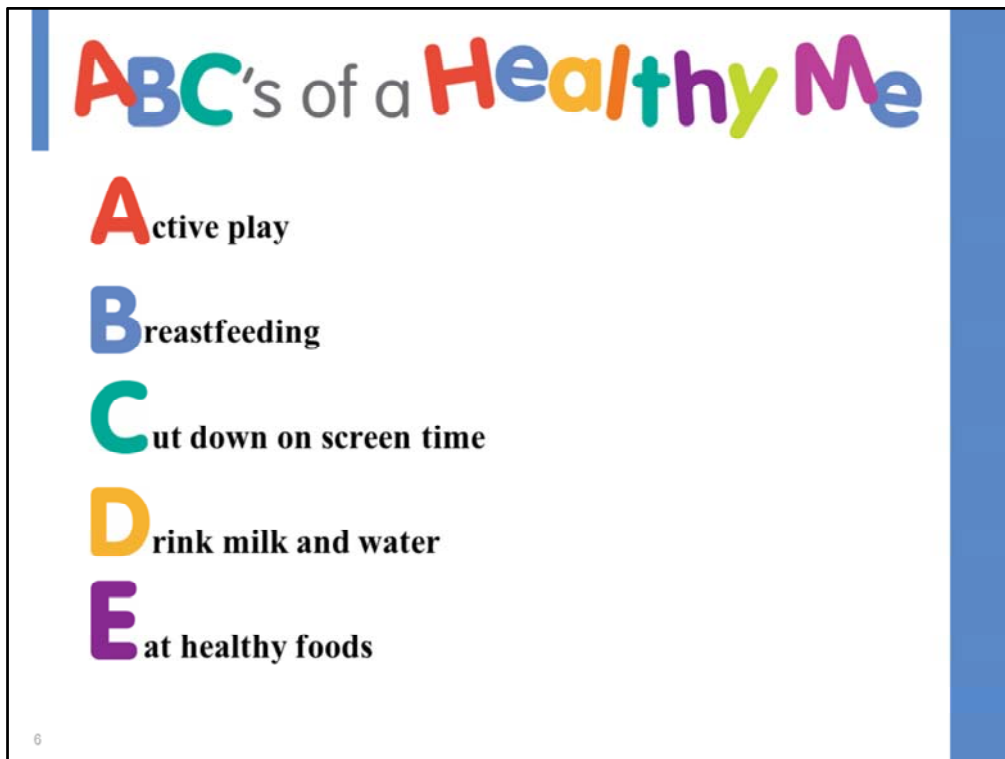 ABC's of a Healthy Me
Active play
Breastfeeding
Cut down on screen time
Drink milk and water
Eat healthy foods
6